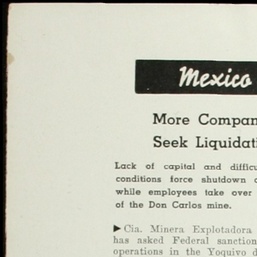 Mexico
More Compan
Seek Liquidati
Lack of capital and difficu
conditions force shutdown o
while employees take over
of the Don Carlos mine.
▶ Cia. Minera Explotadora
has asked Federal sanction
operations in the Yoquivo d